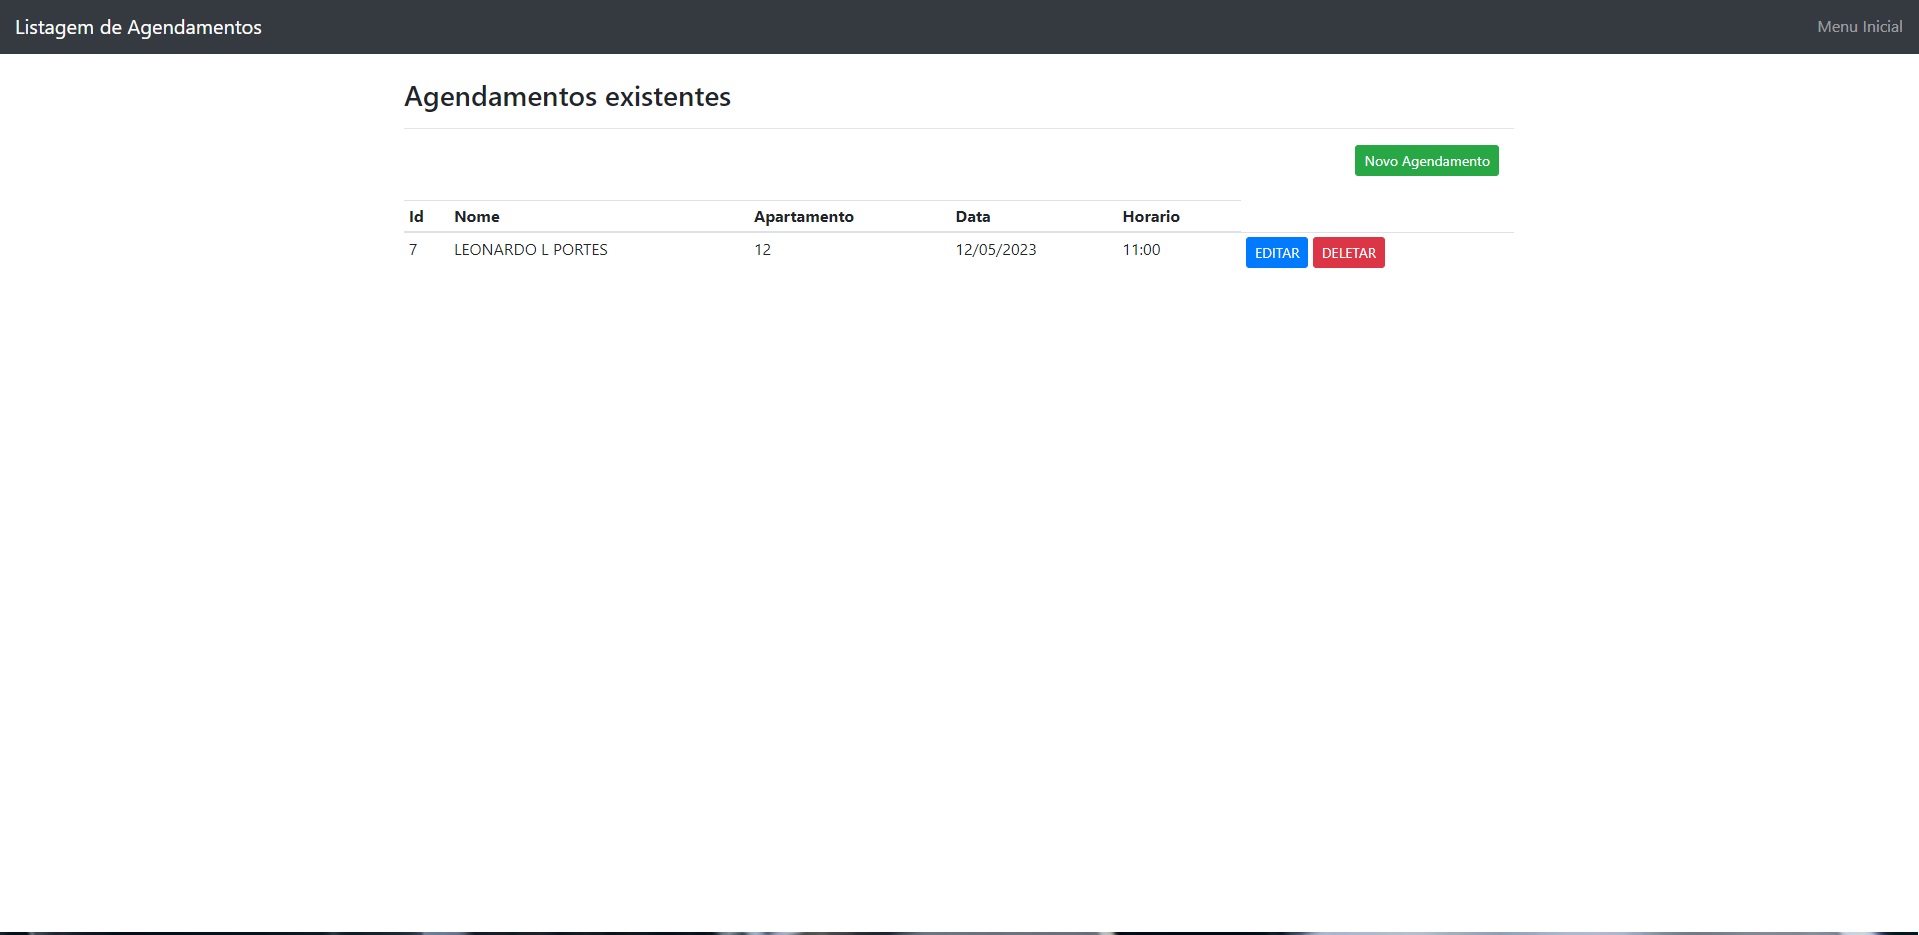 Listagem de Agendamentos Menu Inicial
Agendamentos existentes
Novo Agendamento
Id Nome Apartamento Data Horario
7 LEONARDO L PORTES 12 12/05/2023 11:00 EDITAR DELETAR